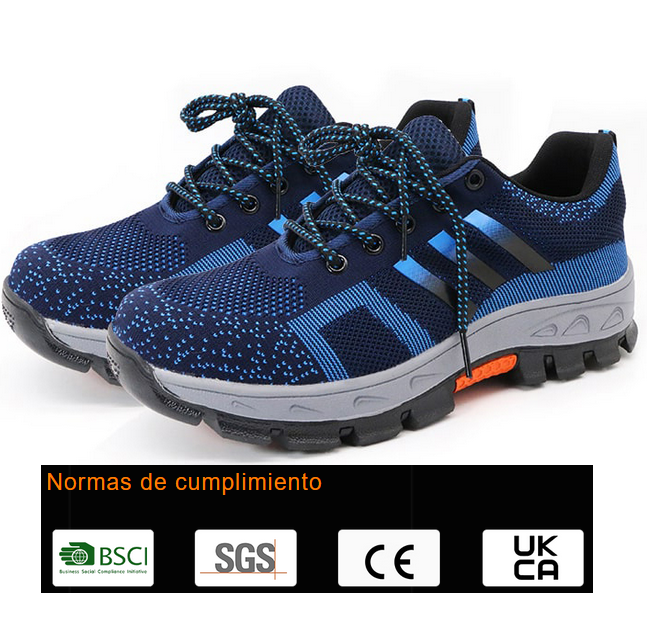 Normas de cumplimiento
BSCI
Business Social Compliance Initiative
SGS
CE
UK
CA